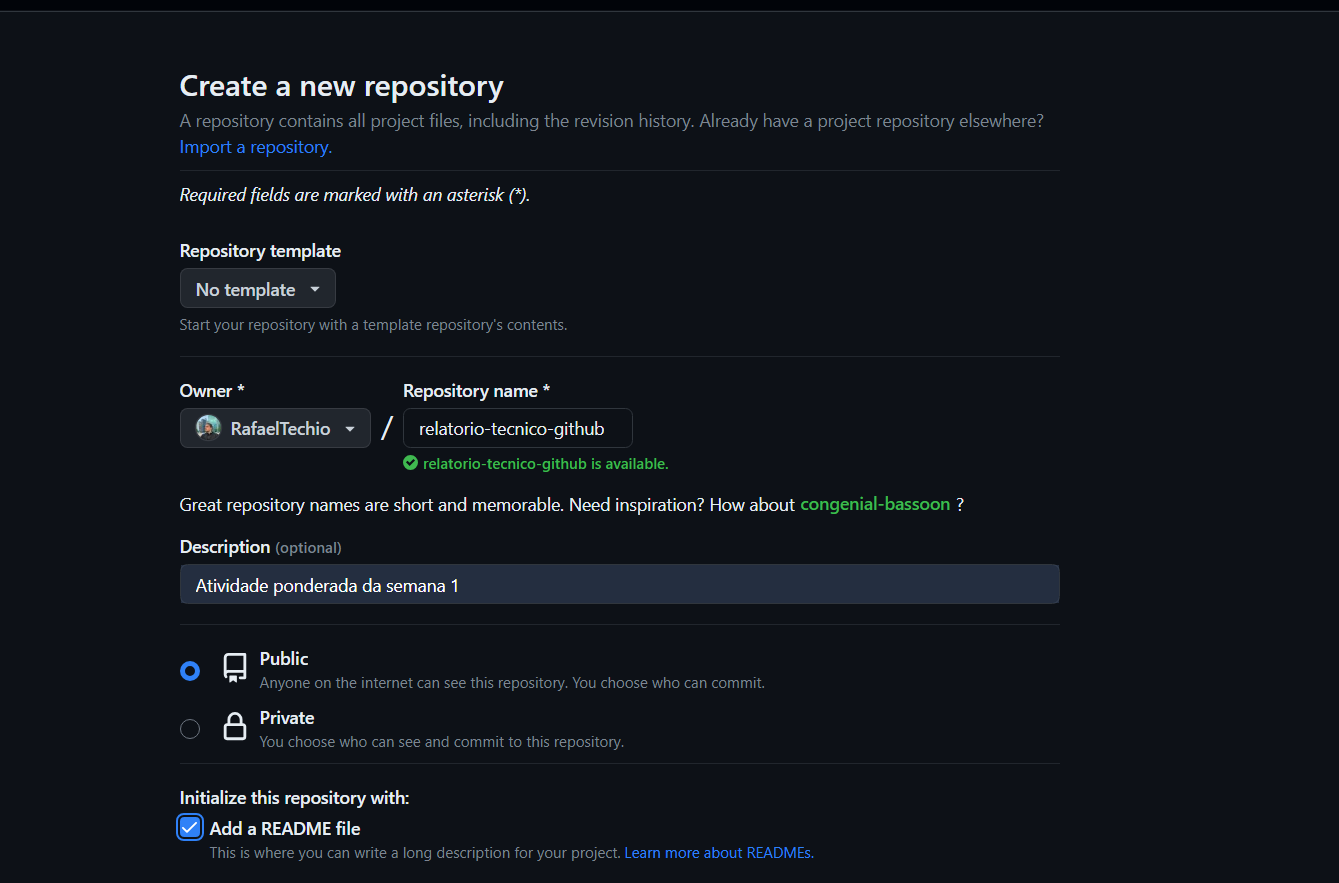 Create a new repository
A repository contains all project files, including the revision history. Already have a project repository elsewhere?
Import a repository.
Required fields are marked with an asterisk (*).
Repository template
No template
Start your repository with a template repository's contents.
Owner * Repository name *
RafaelTechio / relatorio-tecnico-github
relatorio-tecnico-github is available.
Great repository names are short and memorable. Need inspiration? How about congenial-bassoon ?
Description (optional)
Atividade ponderada da semana 1
Public
Anyone on the internet can see this repository. You choose who can commit.
Private
You choose who can see and commit to this repository.
Initialize this repository with:
Add a README file
This is where you can write a long description for your project. Learn more about READMEs.